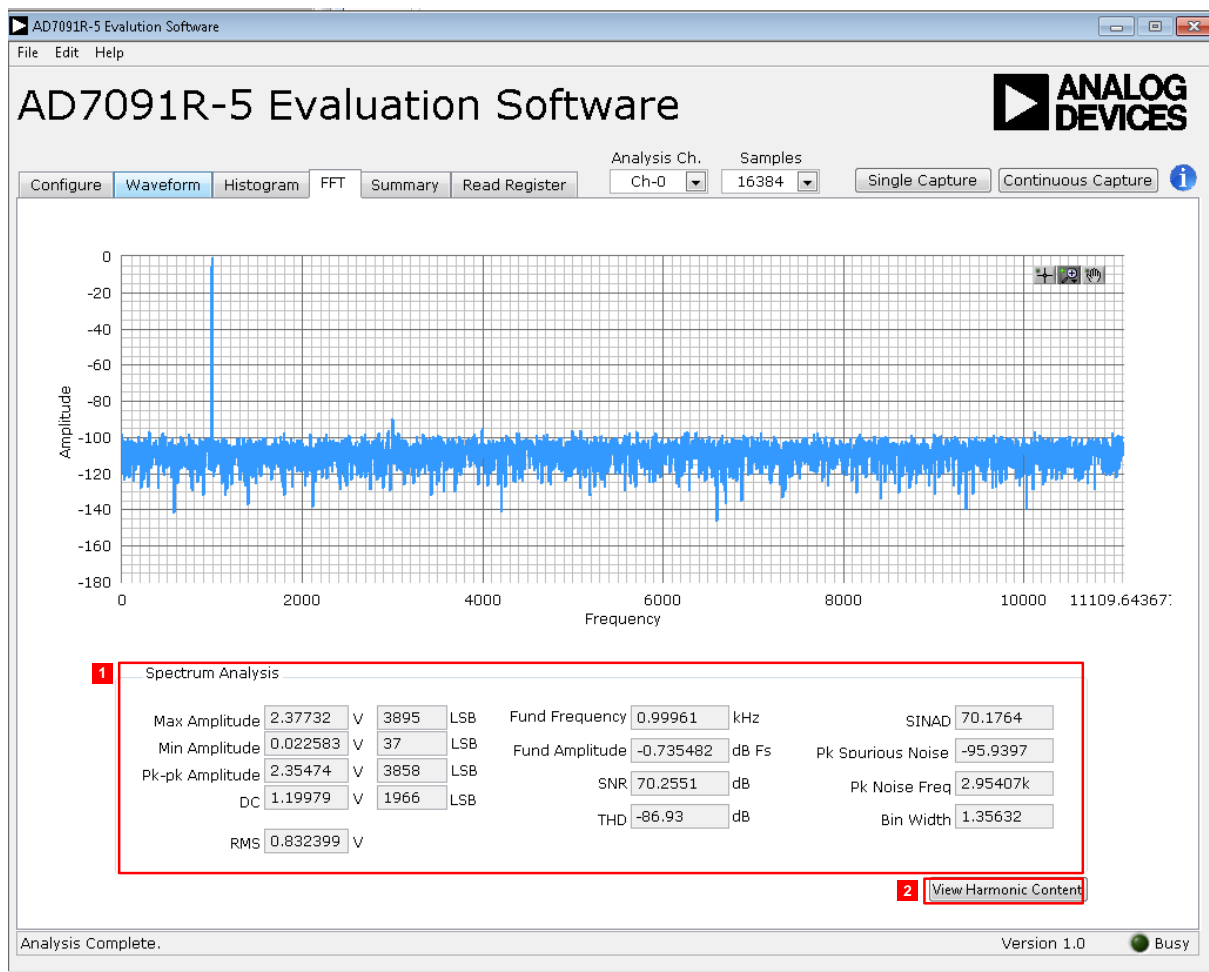 AD7091R-5 Evalution Software
File Edit Help
AD7091R-5 Evaluation Software
ANALOG
DEVICES
Analysis Ch. Samples
Configure Waveform Histogram FFT Summary Read Register Ch-0 16384 Single Capture Continuous Capture i
0
-20
-40
-60
-80
-100
-120
-140
-160
-180
Amplitude
0 2000 4000 6000 8000 10000 11109.64367
Frequency
1 Spectrum Analysis
Max Amplitude 2.37732 V 3895 LSB Fund Frequency 0.99961 kHz SINAD 70.1764
Min Amplitude 0.022583 V 37 LSB Fund Amplitude -0.735482 dB Fs Pk Spurious Noise -95.9397
Pk-pk Amplitude 2.35474 V 3858 LSB SNR 70.2551 dB Pk Noise Freq 2.95407k
DC 1.19979 V 1966 LSB THD -86.93 dB Bin Width 1.35632
RMS 0.832399 V
2 View Harmonic Content
Analysis Complete. Version 1.0 Busy